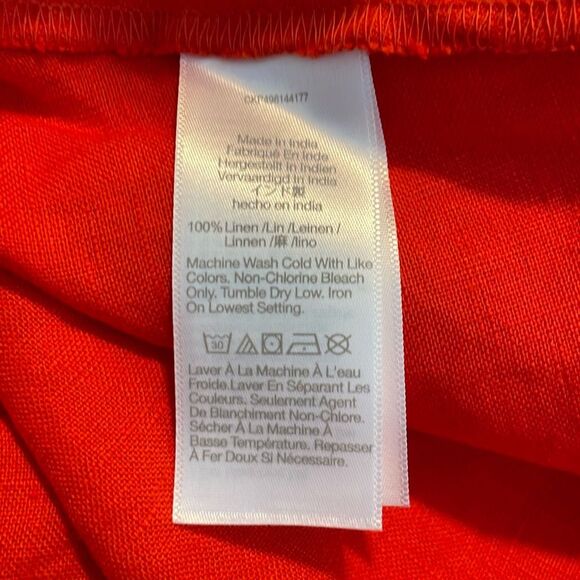 CKP498144177
Made in India
Fabriqué En Inde
Hergestellt In Indien
Vervaardigd In India
インド製
hecho en india
100% Linen /Lin /Leinen /
Linnen /麻 /lino
Machine Wash Cold With Like
Colors. Non-Chlorine Bleach
Only. Tumble Dry Low. Iron
On Lowest Setting.
30
Laver À La Machine À L'eau
Froide.Laver En Séparant Les
Couleurs. Seulement Agent
De Blanchiment Non-Chlore.
Sécher À La Machine À
Basse Température. Repasser
À Fer Doux Si Nécessaire.